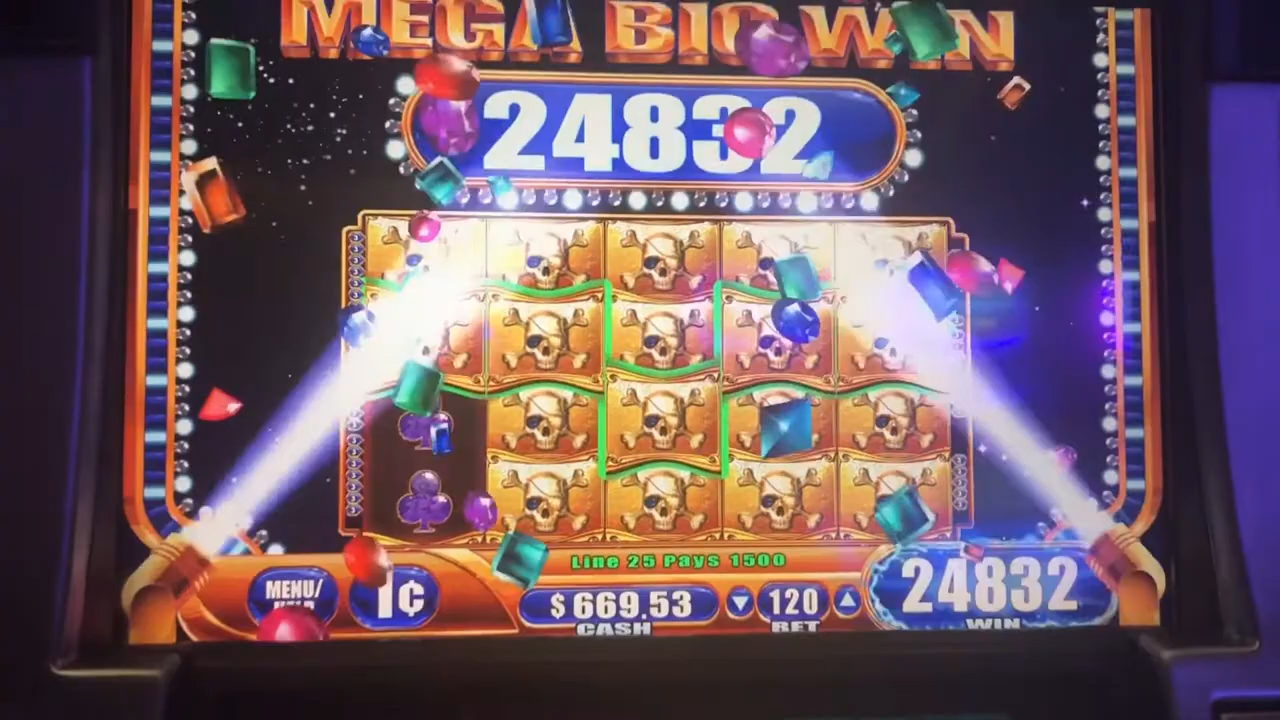 MEGA BIG WIN
24832
Line 25 Pays 1500
MENU/
1¢
$669.53
CASH
120
BET
24832
WIN